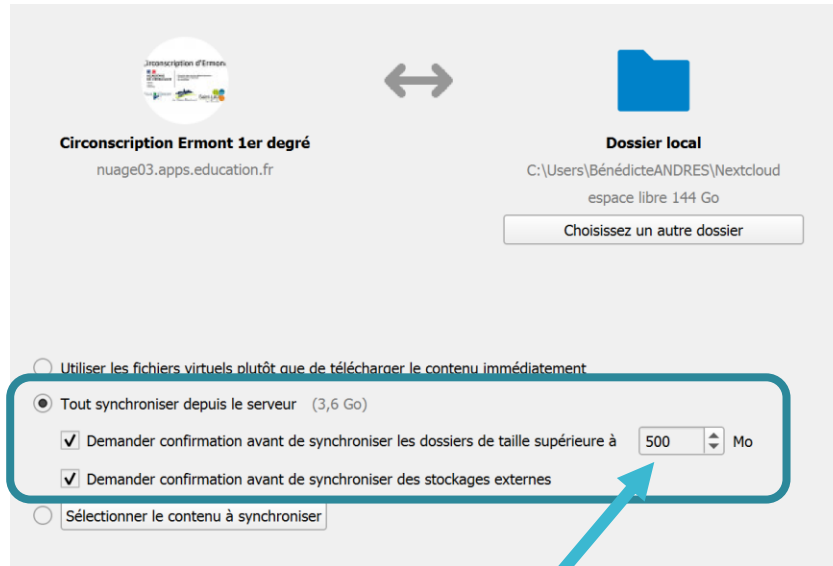 Circonscription d'Ermon
Circonscription Ermont 1er degré
nuage03.apps.education.fr
Dossier local
C:\Users\BénédicteANDRES\Nextcloud
espace libre 144 Go
Choisissez un autre dossier
Utiliser les fichiers virtuels plutôt que de télécharger le contenu immédiatement
Tout synchroniser depuis le serveur (3,6 Go)
Demander confirmation avant de synchroniser les dossiers de taille supérieure à 500 Mo
Demander confirmation avant de synchroniser des stockages externes
Sélectionner le contenu à synchroniser